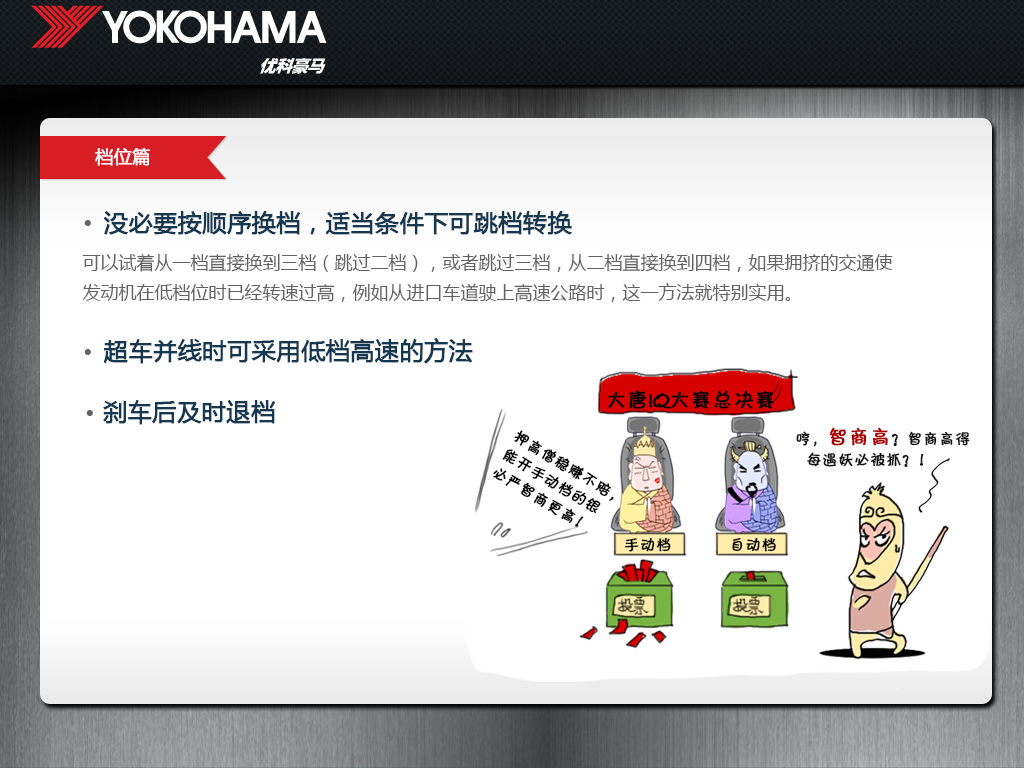 YOKOHAMA
优科豪马
档位篇
• 没必要按顺序换档，适当条件下可跳档转换
可以试着从一档直接换到三档（跳过二档），或者跳过三档，从二档直接换到四档，如果拥挤的交通使
发动机在低档位时已经转速过高，例如从进口车道驶上高速公路时，这一方法就特别实用。
• 超车并线时可采用低档高速的方法
• 刹车后及时退档
大唐IQ大赛总决赛
押高僧稳赚不赔，
能开手动档的银
必严智商更高！
哼，智商高？智商高得
每遇妖必被抓？！
手动档
自动档
投票
投票